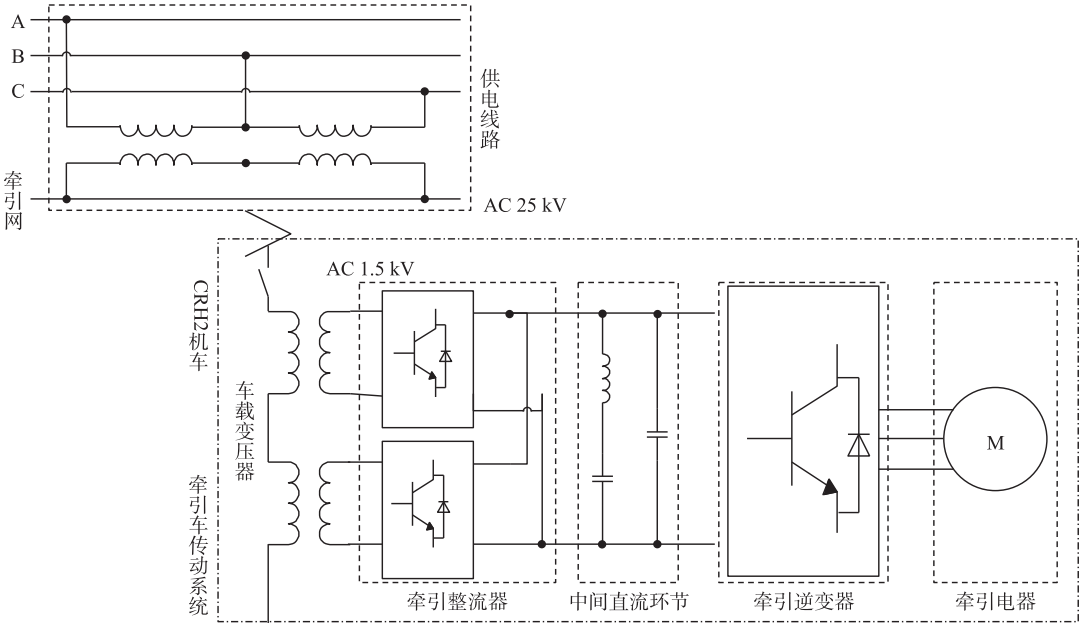 A
B
C
供电线路
牵引网
AC 25 kV
AC 1.5 kV
CRH2机车
车载变压器
牵引车传动系统
M
牵引整流器
中间直流环节
牵引逆变器
牵引电器